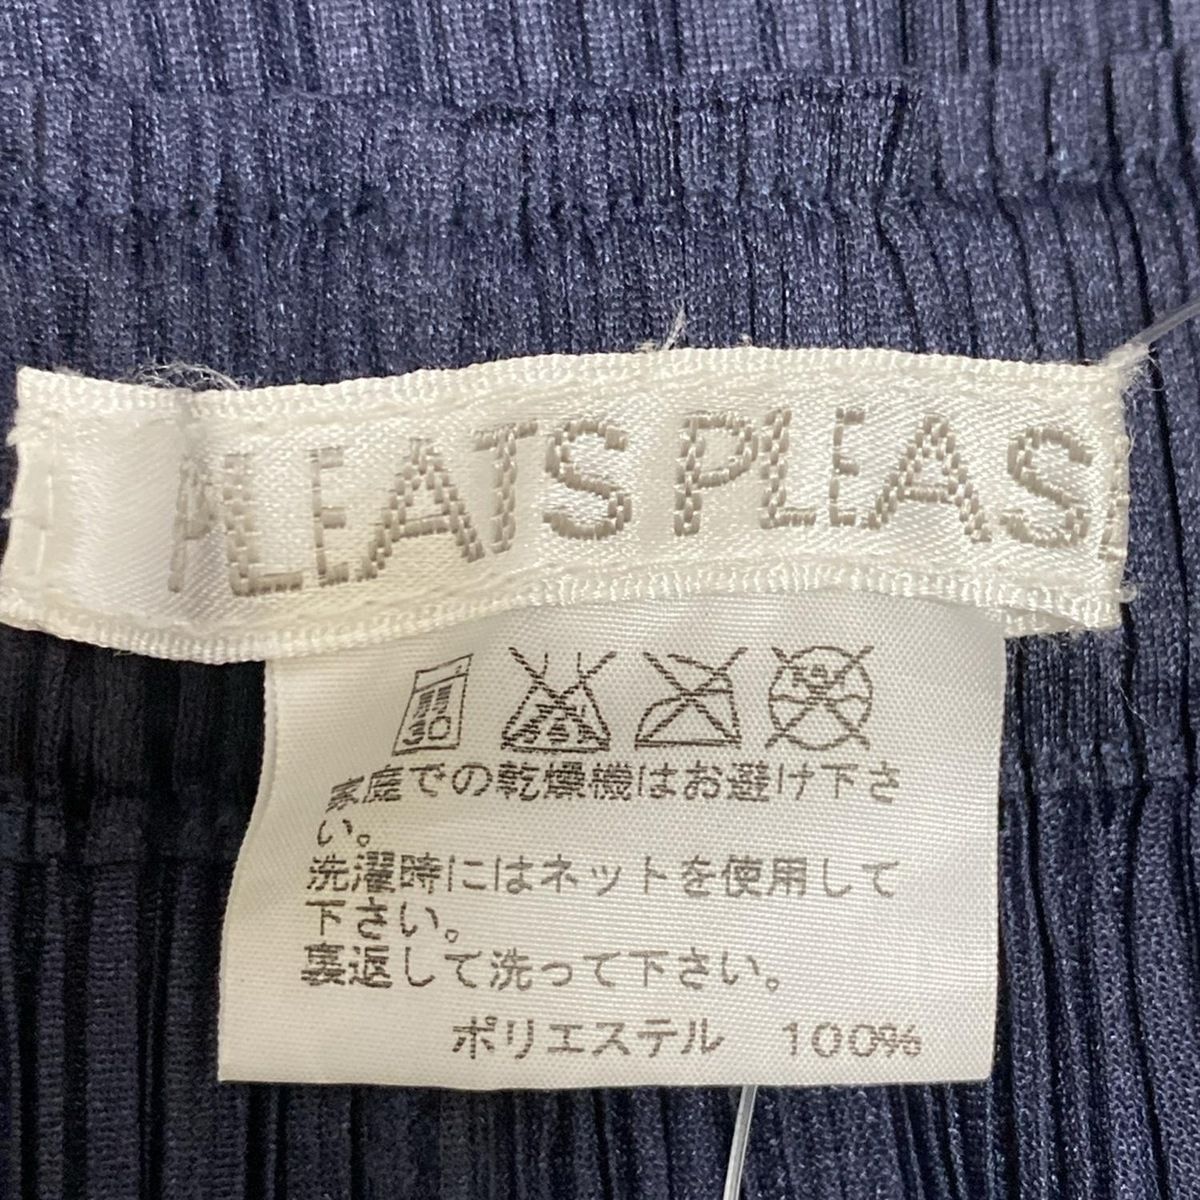 PLEATS PLEAS
30
家庭での乾燥機はお避け下さ
い。
洗濯時にはネットを使用して
下さい。
裏返して洗って下さい。
ポリエステル 100%